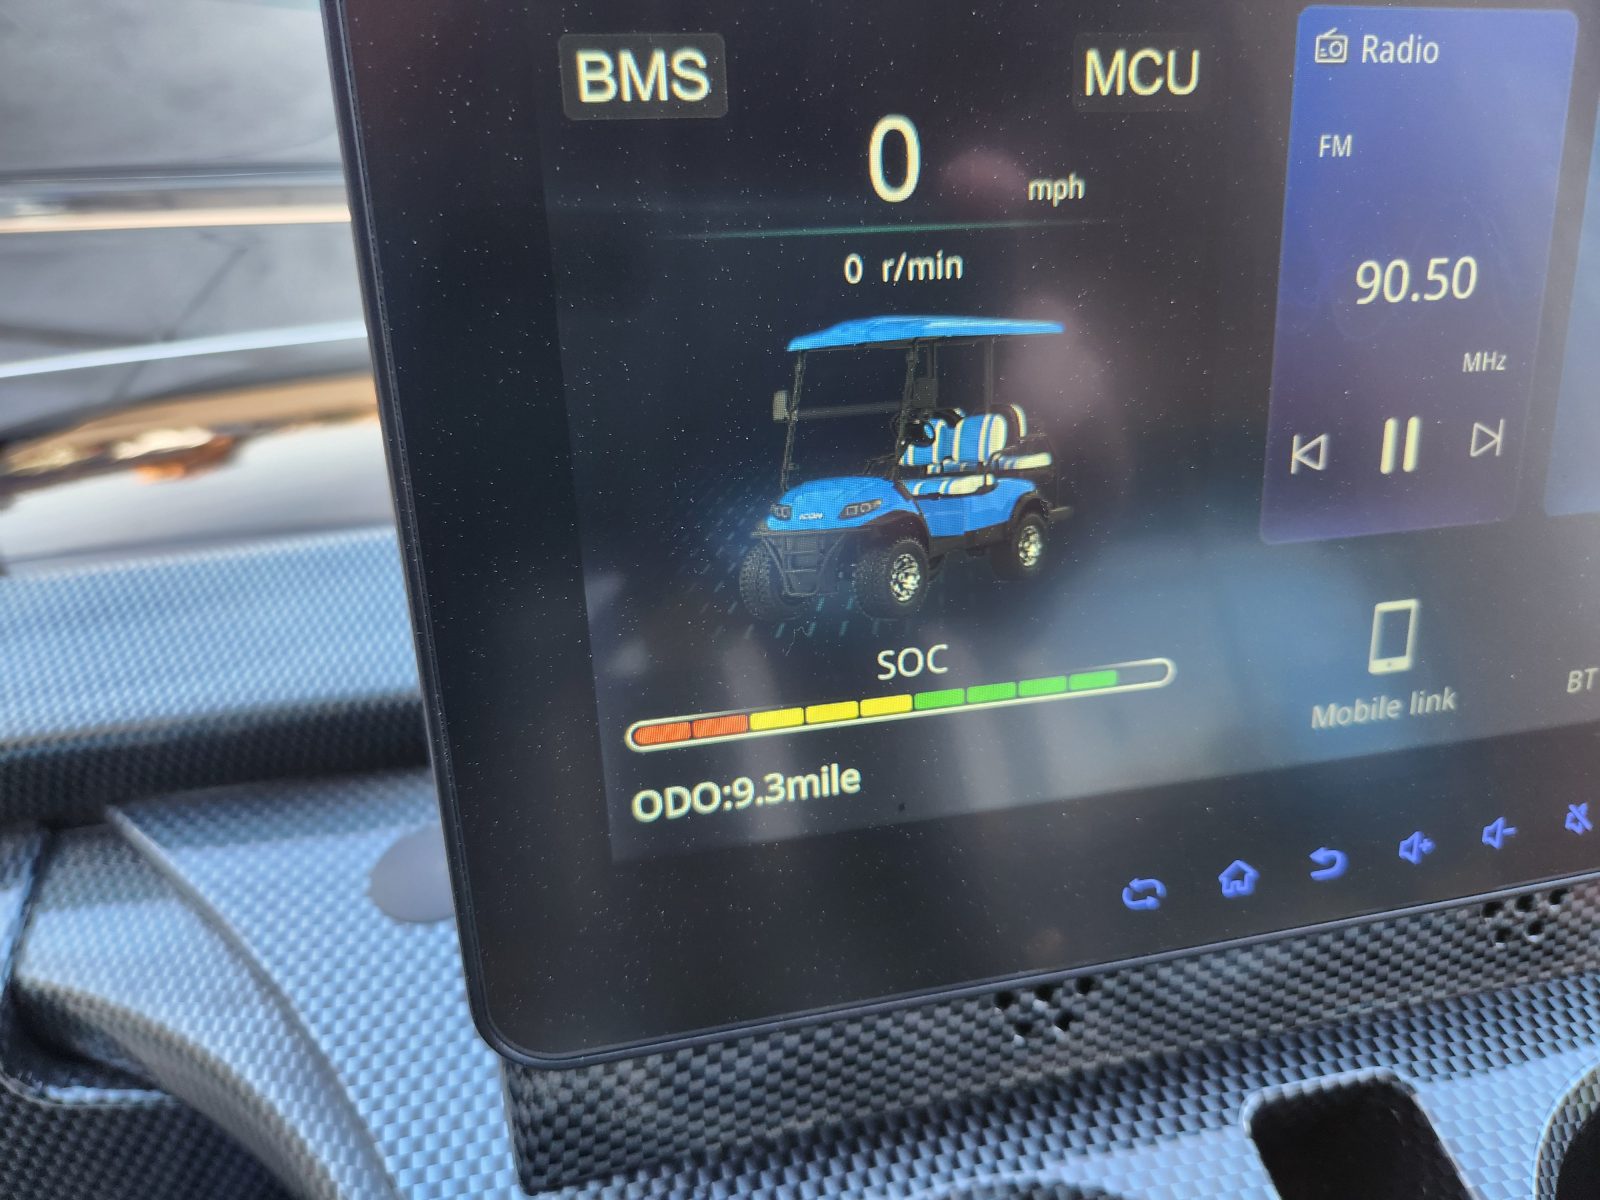 BMS
MCU
0
mph
0 r/min
SOC
ODO:9.3mile
Radio
FM
90.50
MHz
Mobile link
BT